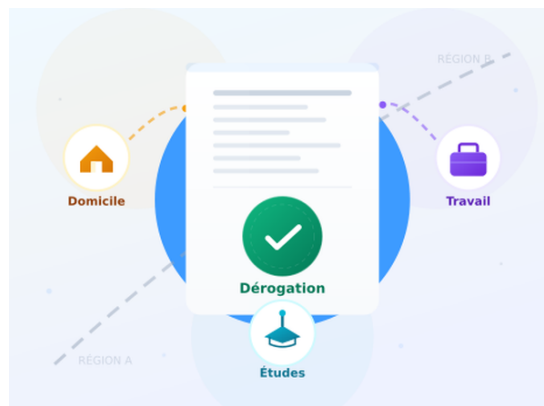 RÉGION B
Domicile
Travail
Dérogation
RÉGION A
Études